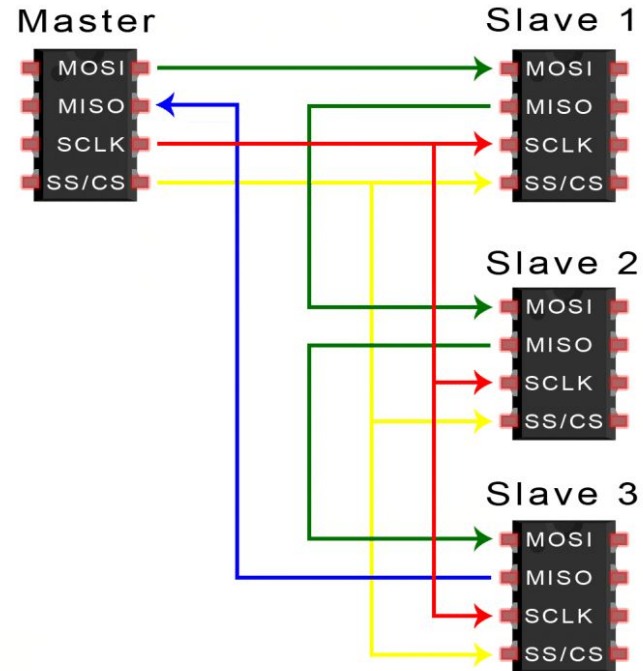 Master
MOSI
MISO
SCLK
SS/CS
Slave 1
MOSI
MISO
SCLK
SS/CS
Slave 2
MOSI
MISO
SCLK
SS/CS
Slave 3
MOSI
MISO
SCLK
SS/CS